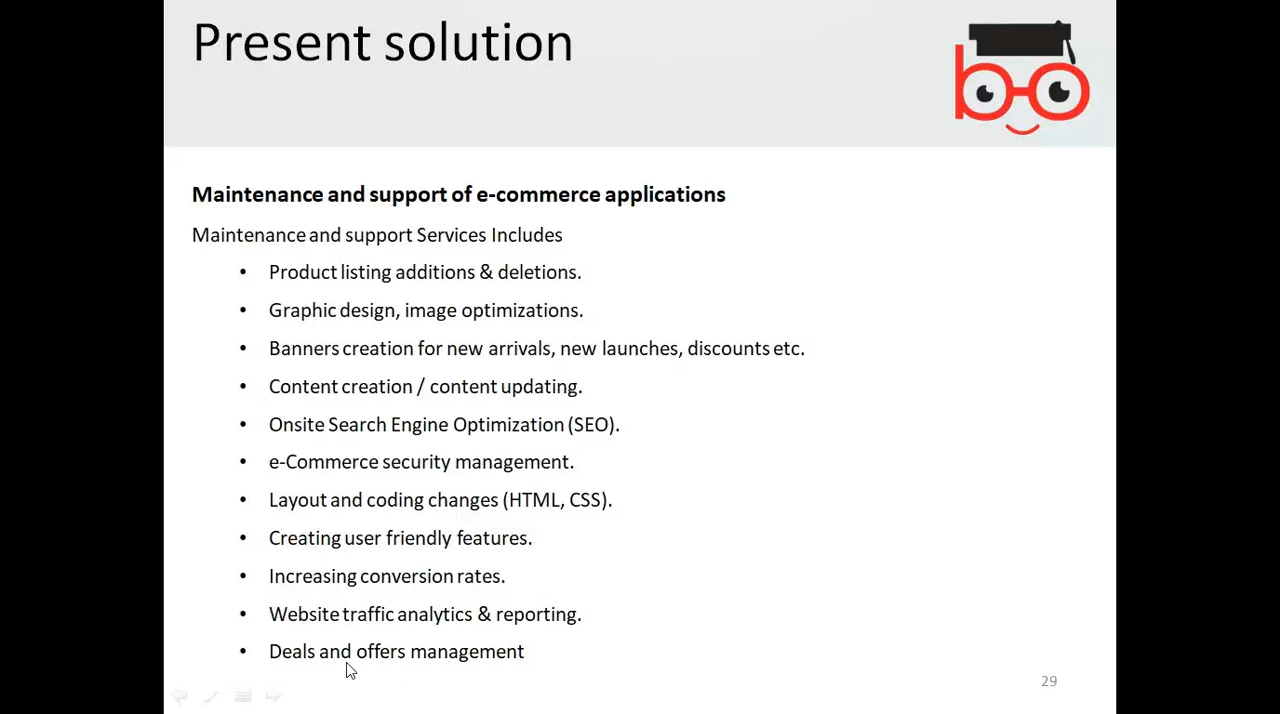 Present solution
Maintenance and support of e-commerce applications
Maintenance and support Services Includes
• Product listing additions & deletions.
• Graphic design, image optimizations.
• Banners creation for new arrivals, new launches, discounts etc.
• Content creation / content updating.
• Onsite Search Engine Optimization (SEO).
• e-Commerce security management.
• Layout and coding changes (HTML, CSS).
• Creating user friendly features.
• Increasing conversion rates.
• Website traffic analytics & reporting.
• Deals and offers management
29